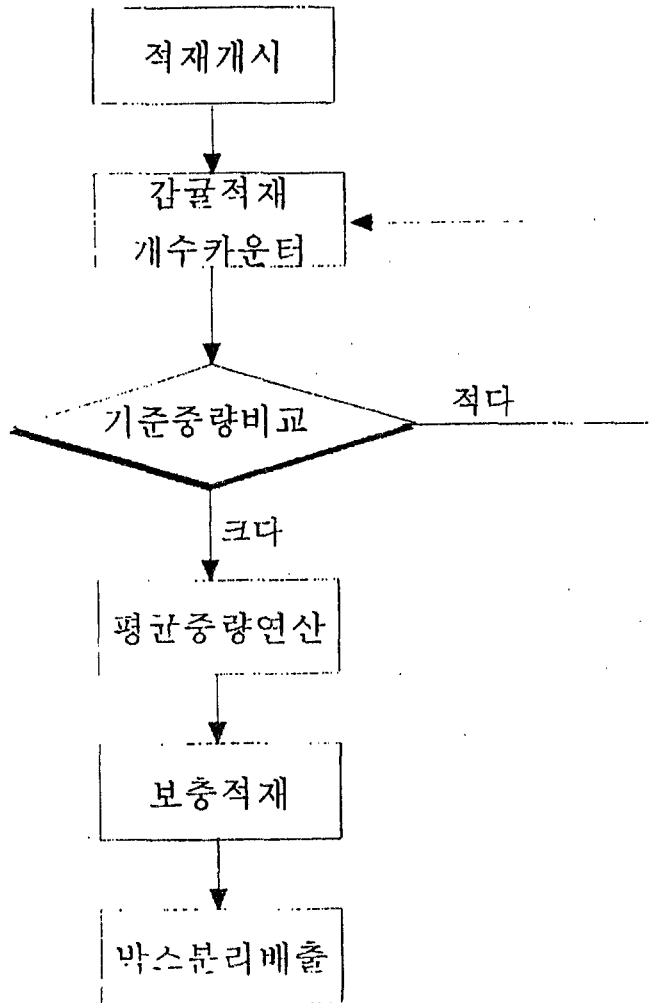 적재개시
감귤적재
개수카운터
기준중량비교
적다
크다
평균중량연산
보충적재
박스분리배출